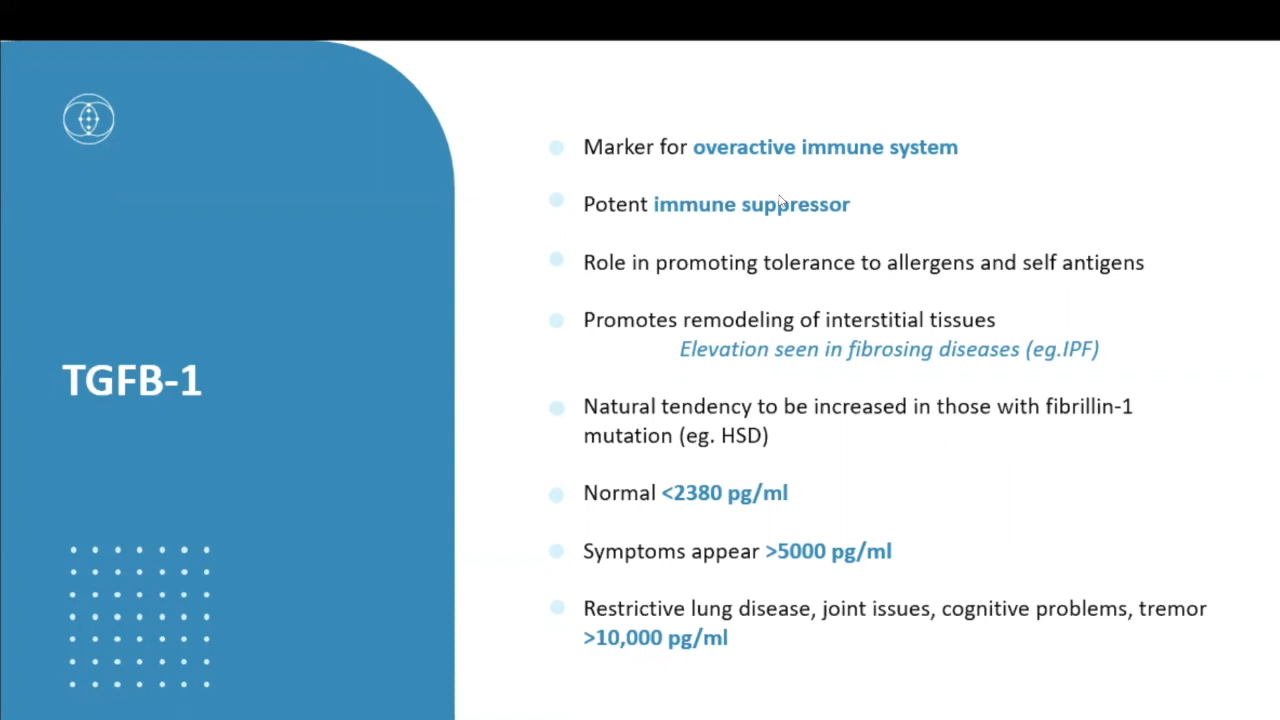 TGFB-1
Marker for overactive immune system
Potent immune suppressor
Role in promoting tolerance to allergens and self antigens
Promotes remodeling of interstitial tissues
Elevation seen in fibrosing diseases (eg.IPF)
Natural tendency to be increased in those with fibrillin-1
mutation (eg. HSD)
Normal <2380 pg/ml
Symptoms appear >5000 pg/ml
Restrictive lung disease, joint issues, cognitive problems, tremor
>10,000 pg/ml